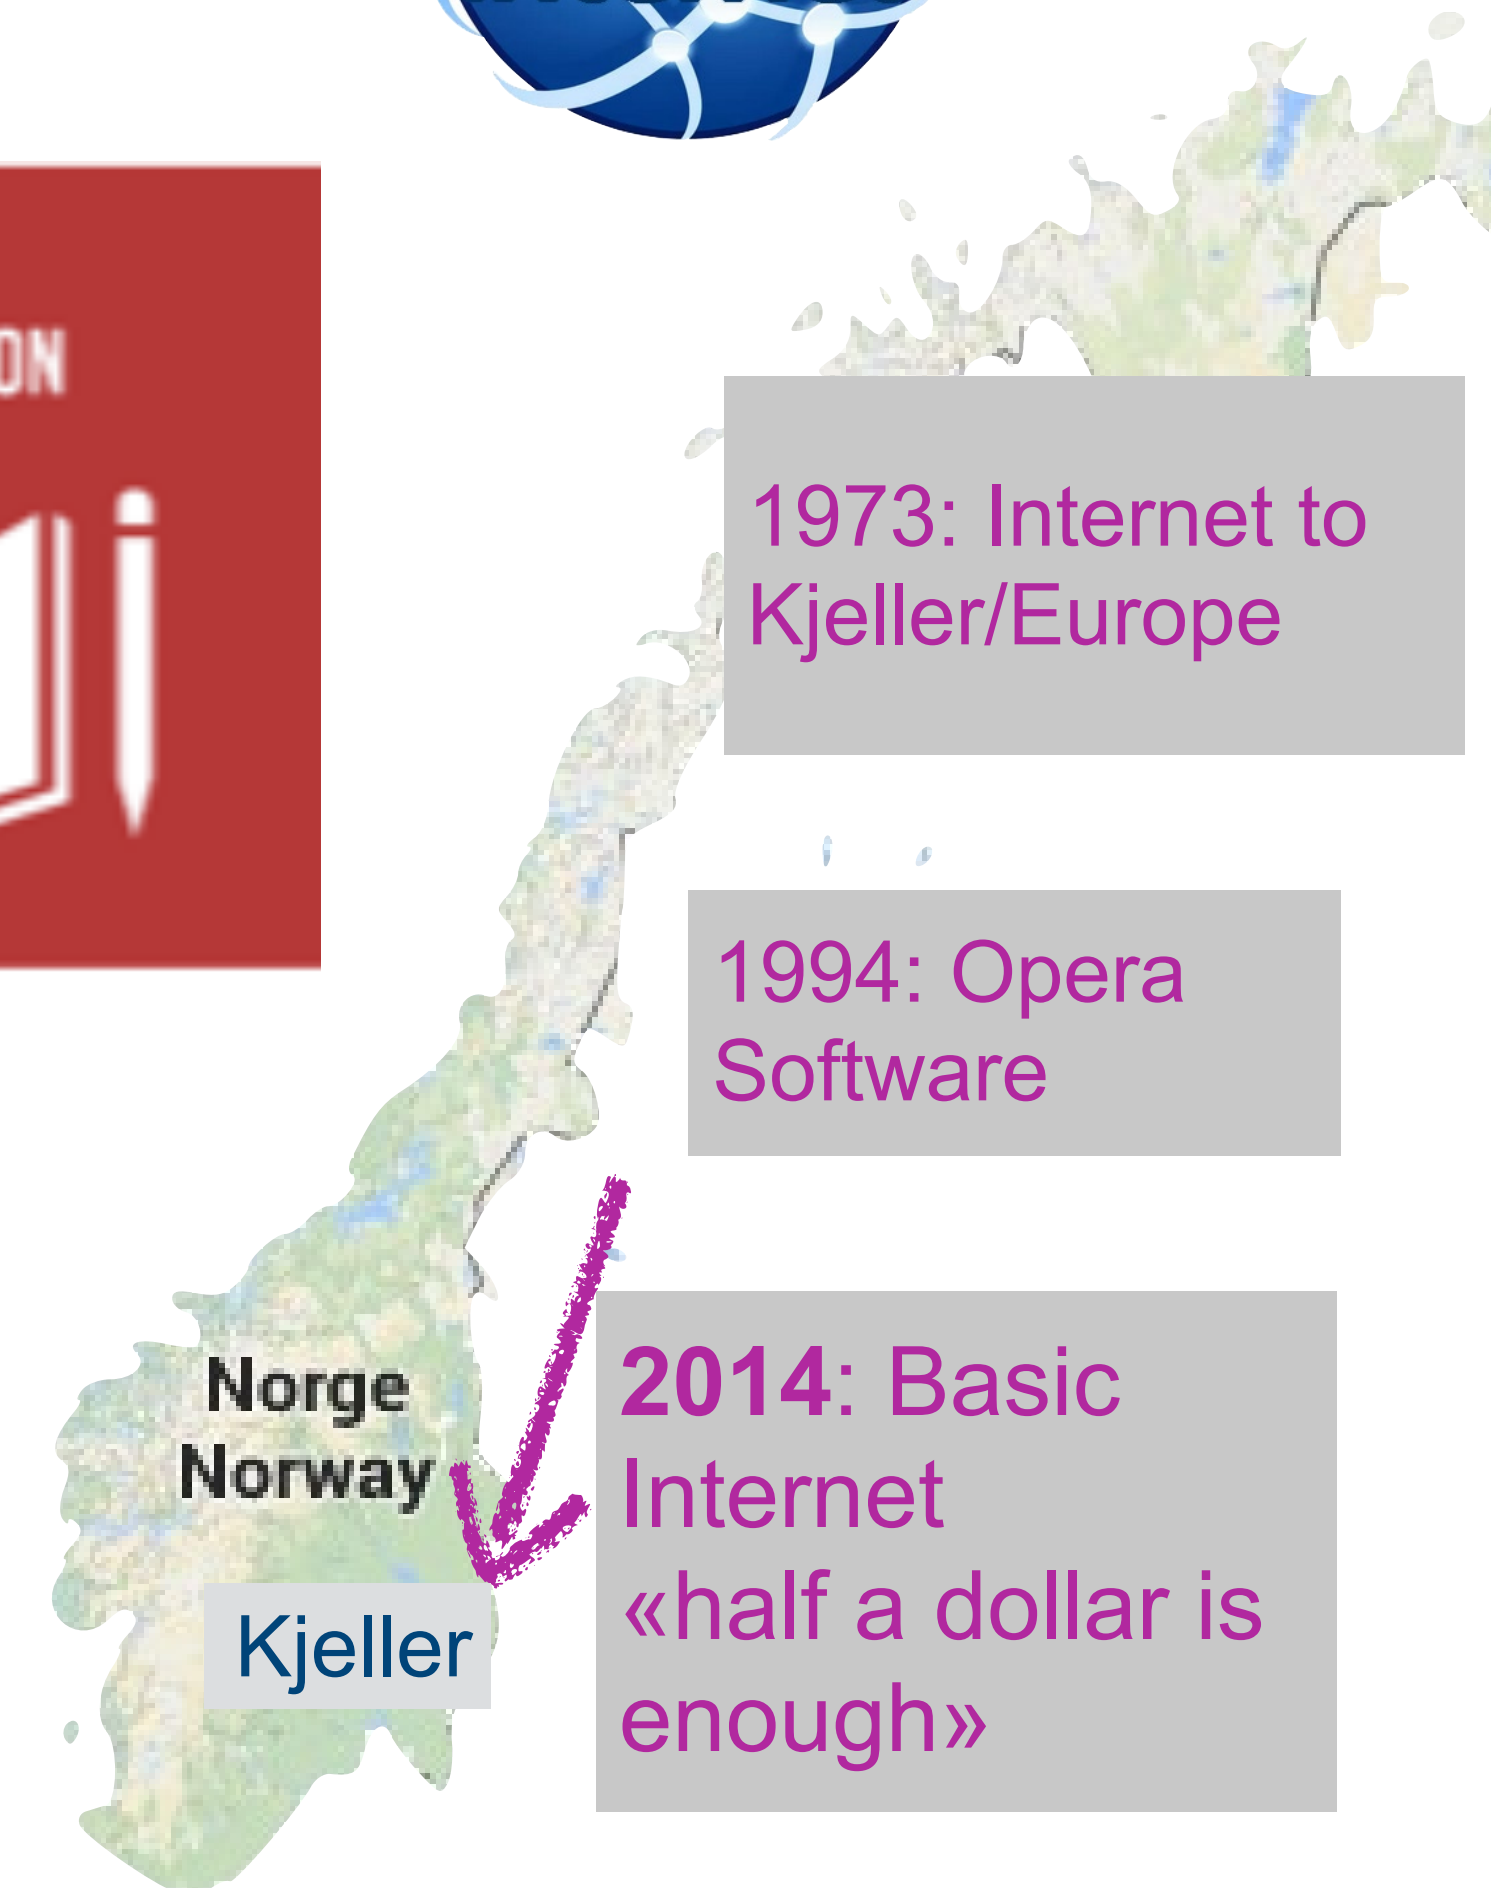 ON
1973: Internet to
Kjeller/Europe
1994: Opera
Software
Norge
Norway
2014: Basic
Internet
«half a dollar is
enough»
Kjeller